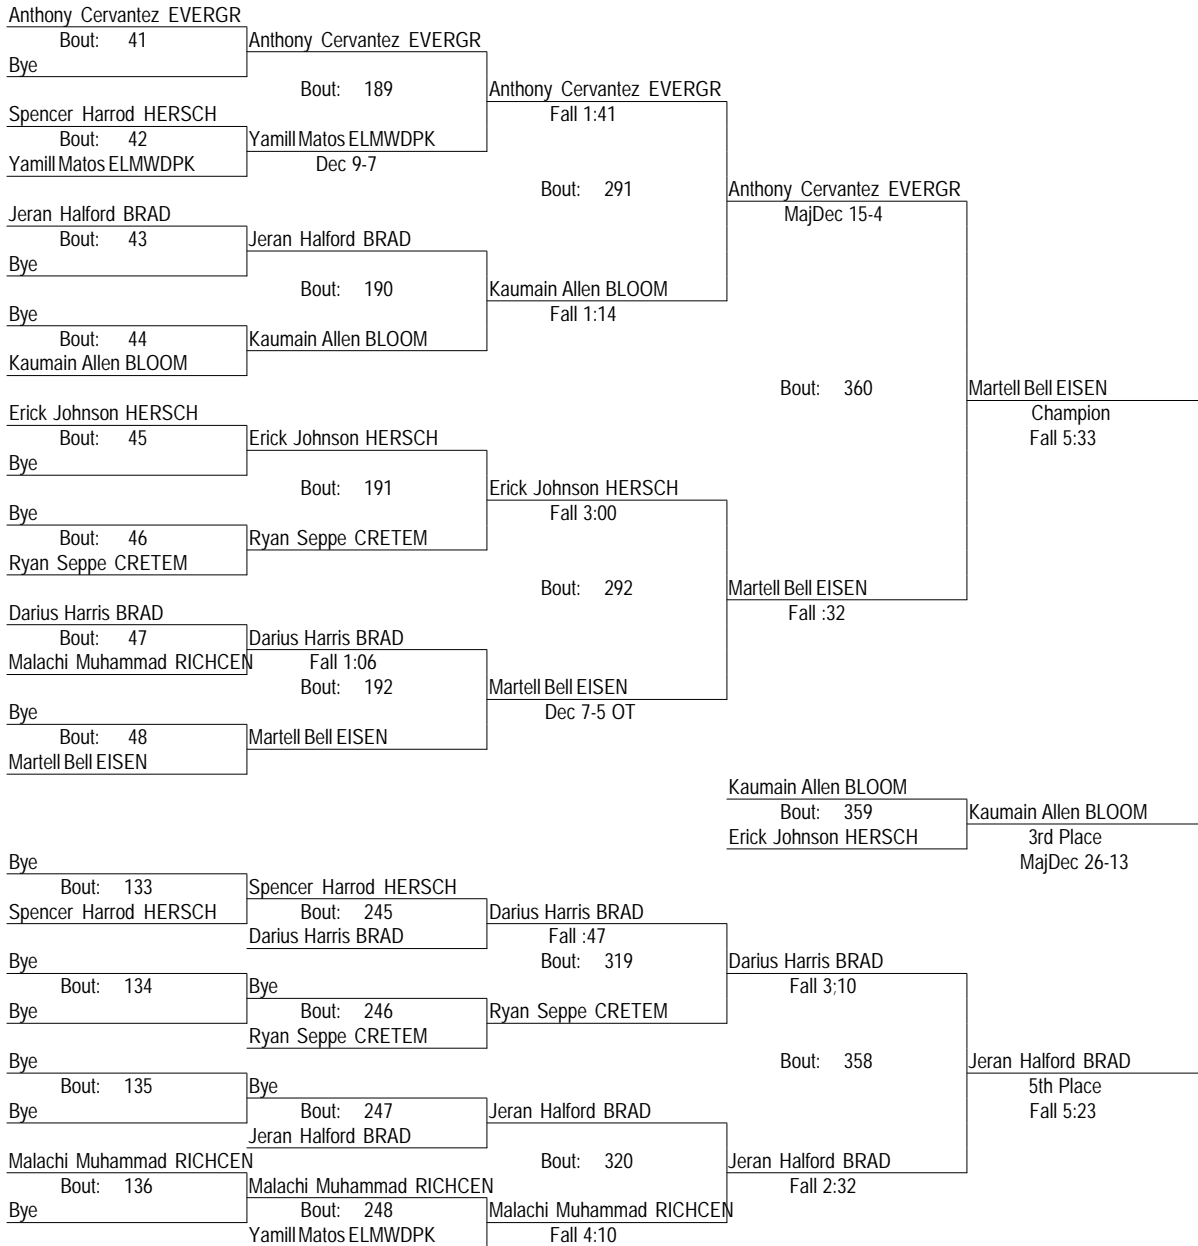 Anthony Cervantez EVERGR
Bout: 41
Anthony Cervantez EVERGR
Bye
Bout: 189
Anthony Cervantez EVERGR
Spencer Harrod HERSCH
Fall 1:41
Bout: 42
Yamill Matos ELMWDPK
Yamill Matos ELMWDPK
Dec 9-7
Bout: 291
Anthony Cervantez EVERGR
Jeran Halford BRAD
MajDec 15-4
Bout: 43
Jeran Halford BRAD
Bye
Bout: 190
Kaumain Allen BLOOM
Bye
Fall 1:14
Bout: 44
Kaumain Allen BLOOM
Kaumain Allen BLOOM
Bout: 360
Martell Bell EISEN
Erick Johnson HERSCH
Champion
Bout: 45
Erick Johnson HERSCH
Fall 5:33
Bye
Bout: 191
Erick Johnson HERSCH
Bye
Fall 3:00
Bout: 46
Ryan Seppe CRETEM
Ryan Seppe CRETEM
Bout: 292
Martell Bell EISEN
Darius Harris BRAD
Fall :32
Bout: 47
Darius Harris BRAD
Malachi Muhammad RICHCEN
Fall 1:06
Bout: 192
Martell Bell EISEN
Bye
Dec 7-5 OT
Bout: 48
Martell Bell EISEN
Martell Bell EISEN
Kaumain Allen BLOOM
Bout: 359
Kaumain Allen BLOOM
Erick Johnson HERSCH
3rd Place
MajDec 26-13
Bye
Bout: 133
Spencer Harrod HERSCH
Spencer Harrod HERSCH
Bout: 245
Darius Harris BRAD
Darius Harris BRAD
Fall :47
Bye
Bout: 319
Darius Harris BRAD
Bout: 134
Bye
Fall 3;10
Bye
Bout: 246
Ryan Seppe CRETEM
Ryan Seppe CRETEM
Bye
Bout: 358
Jeran Halford BRAD
Bout: 135
Bye
5th Place
Bye
Bout: 247
Jeran Halford BRAD
Fall 5:23
Jeran Halford BRAD
Malachi Muhammad RICHCEN
Bout: 320
Jeran Halford BRAD
Bout: 136
Malachi Muhammad RICHCEN
Fall 2:32
Bye
Bout: 248
Malachi Muhammad RICHCEN
Yamill Matos ELMWDPK
Fall 4:10